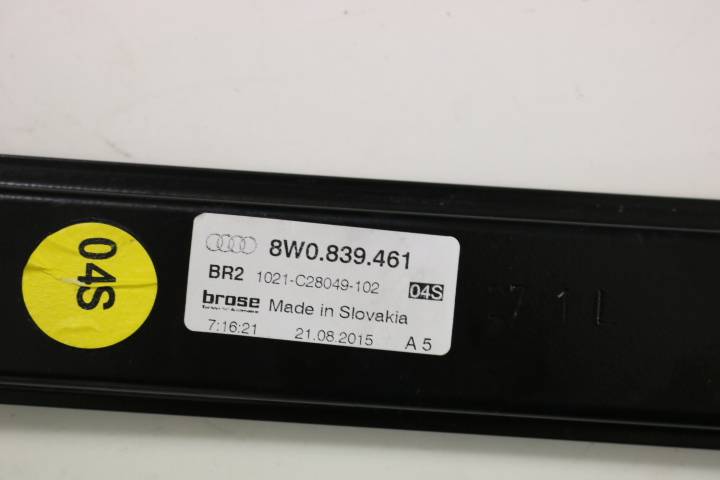 04S
8W0.839.461
BR2 1021-C28049-102 04S
brose Made in Slovakia
7:16:21 21.08.2015 A 5